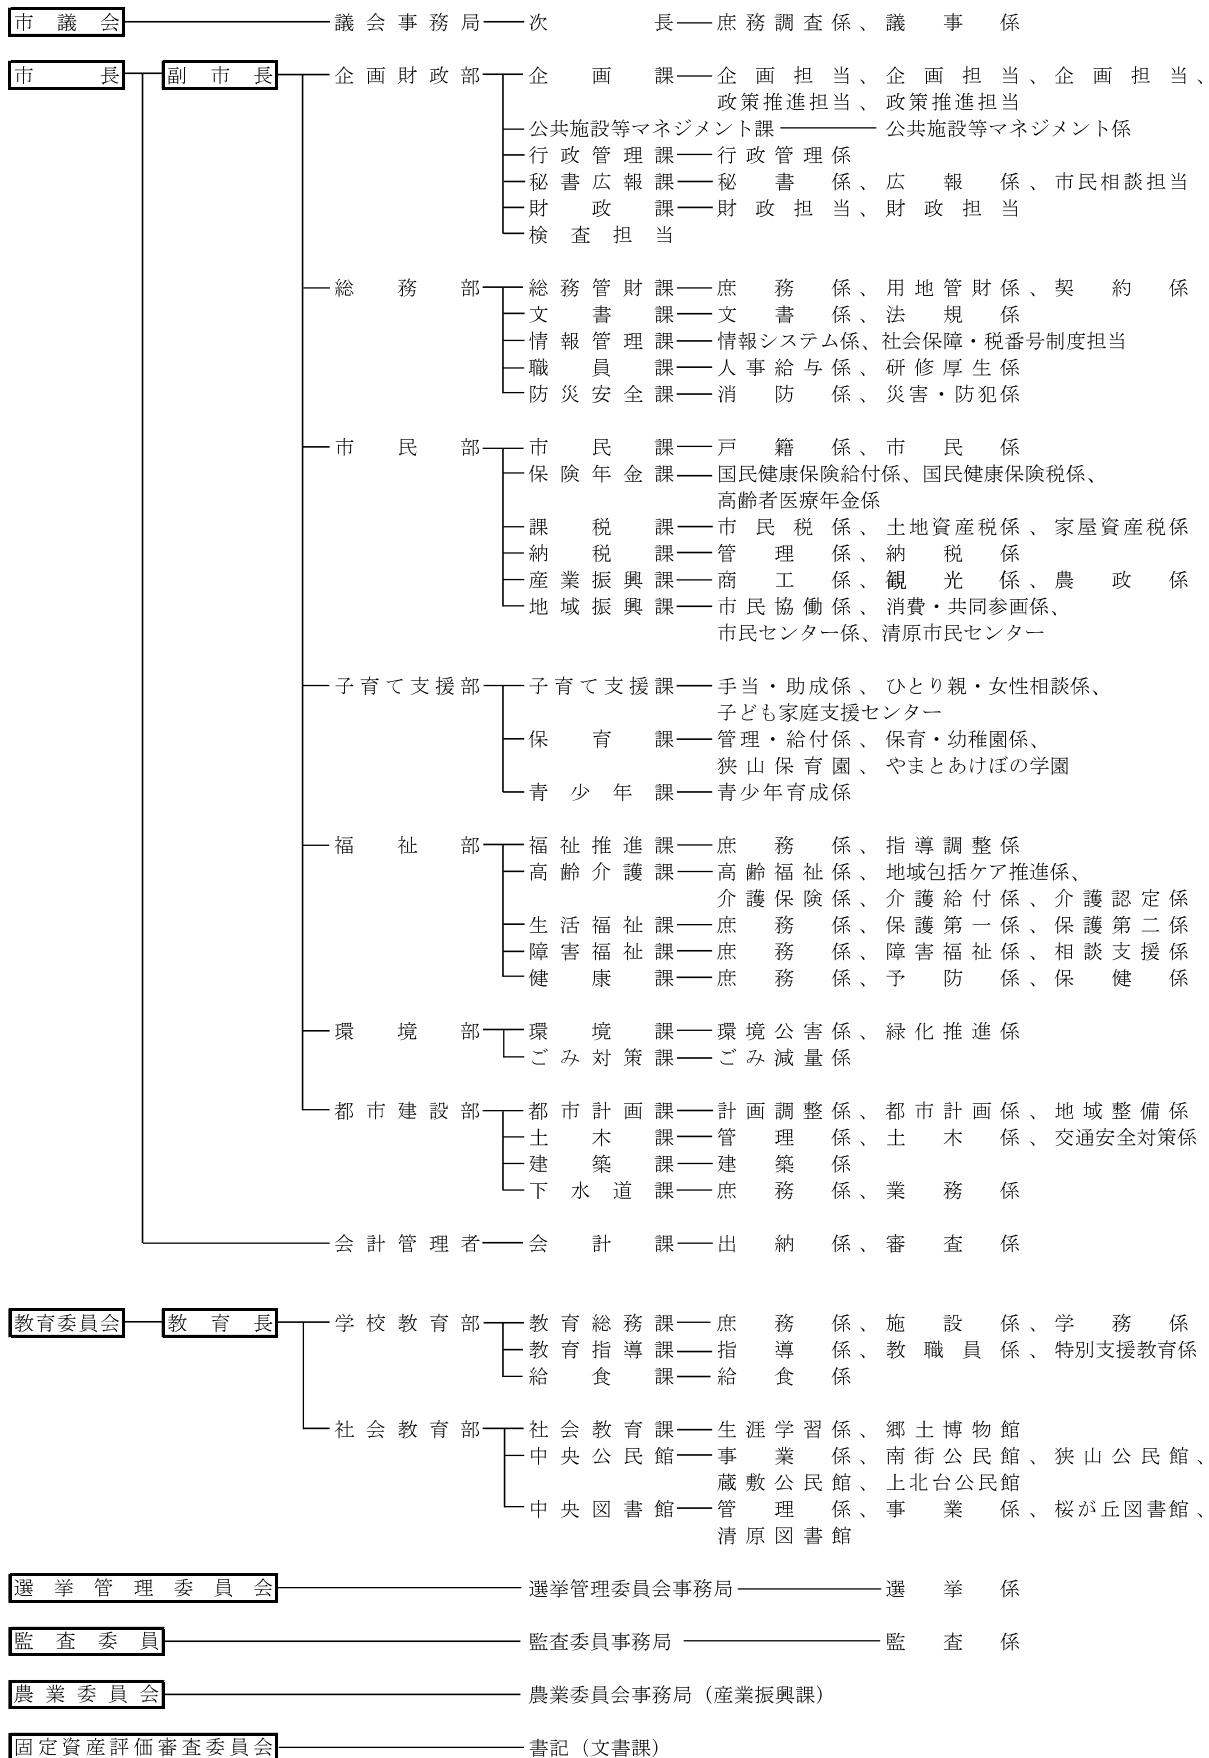 市議会 議会事務局 次長 庶務調査係、議事係
市長 副市長 企画財政部 企画課 企画担当、企画担当、企画担当、
政策推進担当、政策推進担当
公共施設等マネジメント課 公共施設等マネジメント係
行政管理課 行政管理係
秘書広報課 秘書係、広報係、市民相談担当
財政課 財政担当、財政担当
検査担当
総務部 総務管財課 庶務係、用地管財係、契約係
文書課 文書係、法規係
情報管理課 情報システム係、社会保障・税番号制度担当
職員課 人事給与係、研修厚生係
防災安全課 消防係、災害・防犯係
市民部 市民課 戸籍係、市民係
保険年金課 国民健康保険給付係、国民健康保険税係、
高齢者医療年金係
課税課 市民税係、土地資産税係、家屋資産税係
納税課 管理係、納税係
産業振興課 商工係、観光係、農政係
地域振興課 市民協働係、消費・共同参画係、
市民センター係、清原市民センター
子育て支援部 子育て支援課 手当・助成係、ひとり親・女性相談係、
子ども家庭支援センター
保育課 管理・給付係、保育・幼稚園係、
狭山保育園、やまとあけぼの学園
青少年課 青少年育成係
福祉部 福祉推進課 庶務係、指導調整係
高齢介護課 高齢福祉係、地域包括ケア推進係、
介護保険係、介護給付係、介護認定係
生活福祉課 庶務係、保護第一係、保護第二係
障害福祉課 庶務係、障害福祉係、相談支援係
健康課 庶務係、予防係、保健係
環境部 環境課 環境公害係、緑化推進係
ごみ対策課 ごみ減量係
都市建設部 都市計画課 計画調整係、都市計画係、地域整備係
土木課 管理係、土木係、交通安全対策係
建築課 建築係
下水道課 庶務係、業務係
会計管理者 会計課 出納係、審査係
教育委員会 教育長 学校教育部 教育総務課 庶務係、施設係、学務係
教育指導課 指導係、教職員係、特別支援教育係
給食課 給食係
社会教育部 社会教育課 生涯学習係、郷土博物館
中央公民館 事業係、南街公民館、狭山公民館、
蔵敷公民館、上北台公民館
中央図書館 管理係、事業係、桜が丘図書館、
清原図書館
選挙管理委員会 選挙管理委員会事務局 選挙係
監査委員 監査委員事務局 監査係
農業委員会 農業委員会事務局（産業振興課）
固定資産評価審査委員会 書記（文書課）